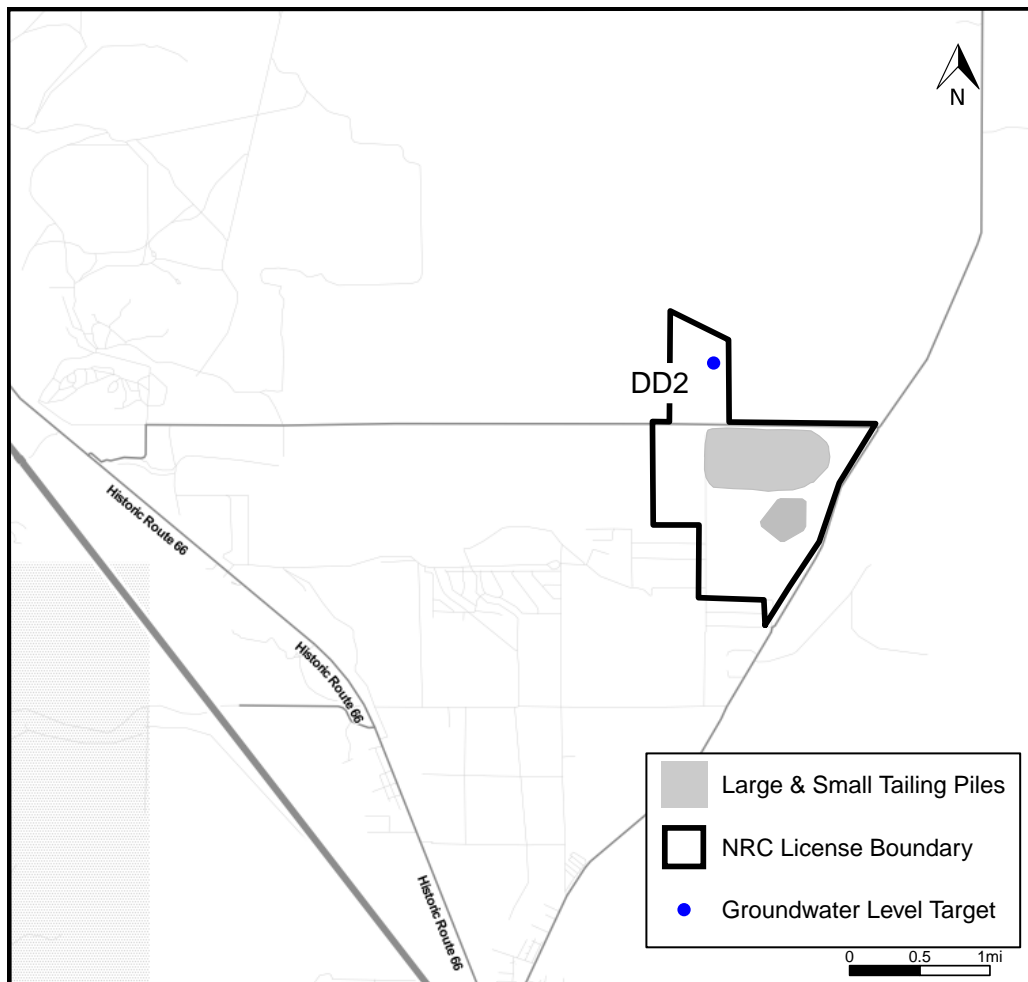 N
DD2
Historic Route 66
Historic Route 66
Historic Route 66
Large & Small Tailing Piles
NRC License Boundary
Groundwater Level Target
0 0.5 1mi